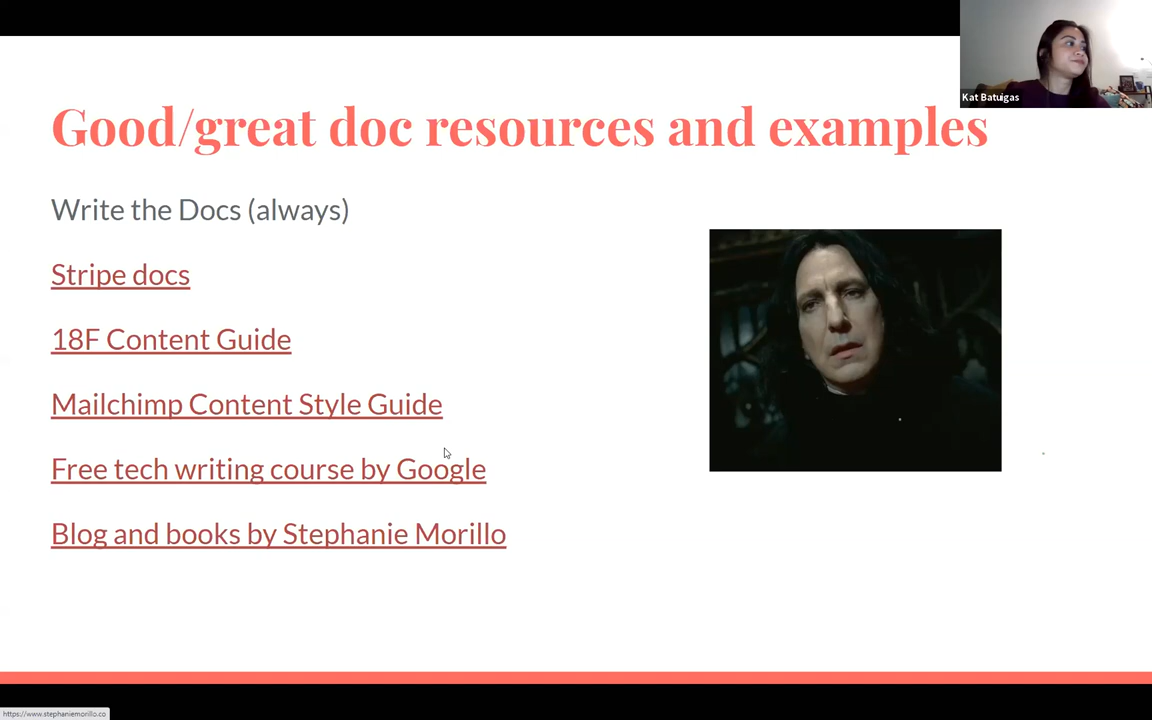 Kat Batuigas
Good/great doc resources and examples
Write the Docs (always)
Stripe docs
18F Content Guide
Mailchimp Content Style Guide
Free tech writing course by Google
Blog and books by Stephanie Morillo
https://www.stephaniemorillo.co